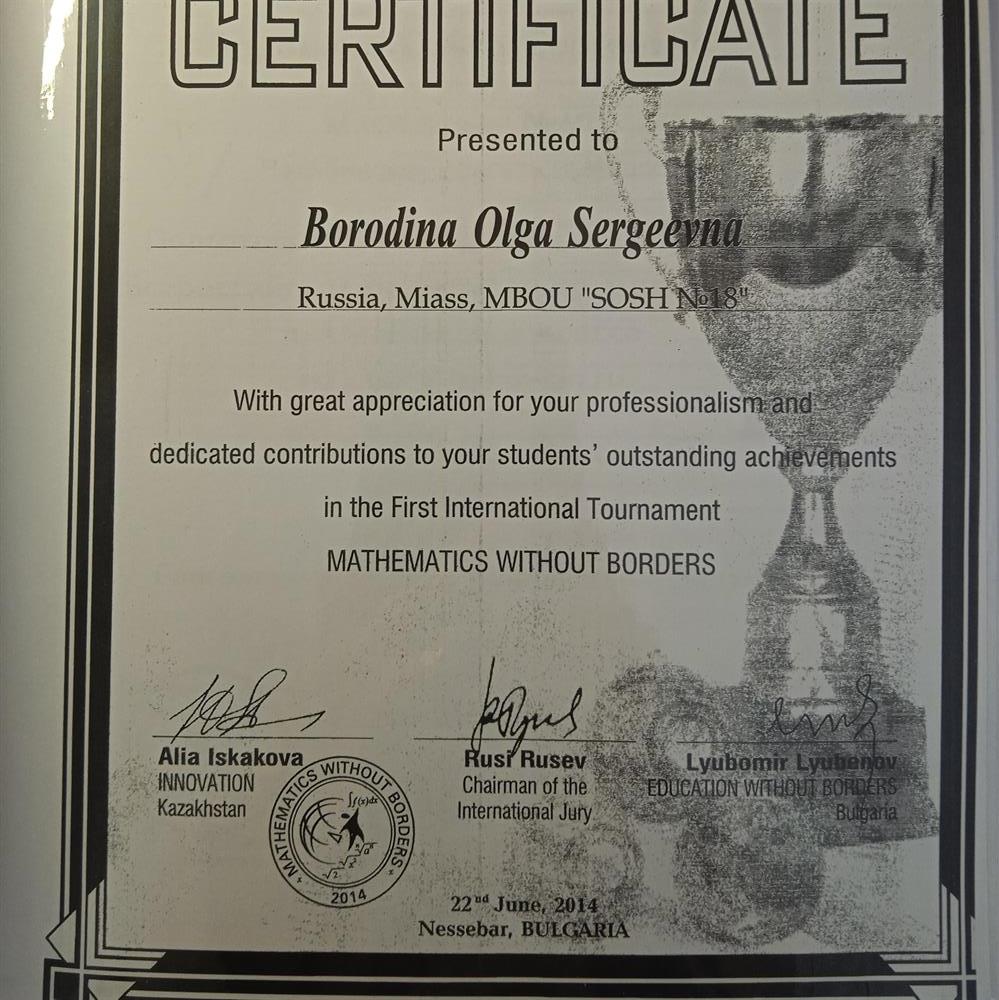 CERTIFICATE
Presented to
Borodina Olga Sergeevna
Russia, Miass, MBOU "SOSH №18"
With great appreciation for your professionalism and
dedicated contributions to your students' outstanding achievements
in the First International Tournament
MATHEMATICS WITHOUT BORDERS
Alia Iskakova
INNOVATION
Kazakhstan
Rusi Rusev
Chairman of the
International Jury
Lyubomir Lyubenov
EDUCATION WITHOUT BORDERS
Bulgaria
MATHEMATICS WITHOUT BORDERS
2014
22nd June, 2014
Nessebar, BULGARIA